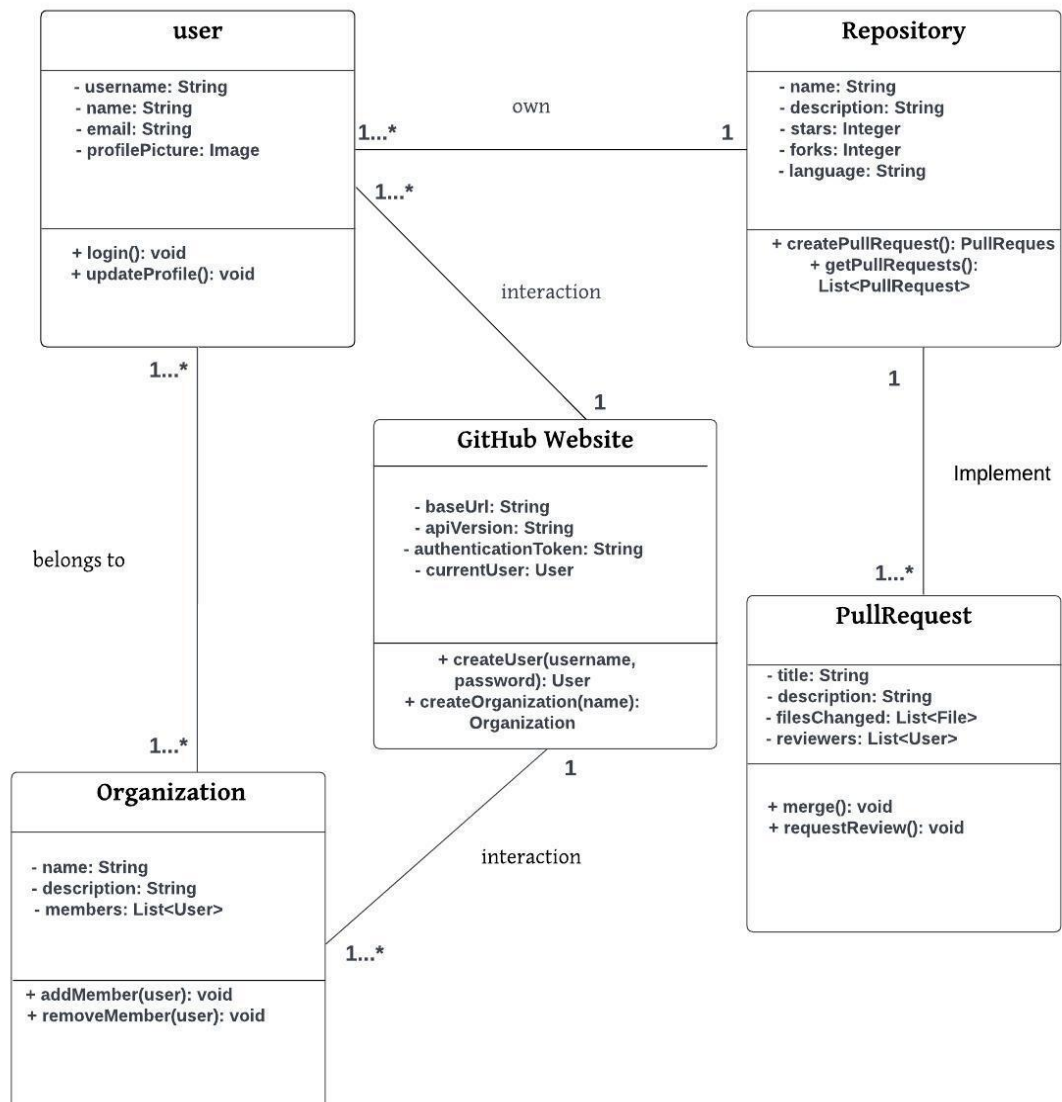 user
- username: String
- name: String
- email: String
- profilePicture: Image
+ login(): void
+ updateProfile(): void
own
1...*
1
Repository
- name: String
- description: String
- stars: Integer
- forks: Integer
- language: String
+ createPullRequest(): PullReques
+ getPullRequests():
List<PullRequest>
1...*
interaction
1
1...*
belongs to
1...*
GitHub Website
- baseUrl: String
- apiVersion: String
- authenticationToken: String
- currentUser: User
+ createUser(username,
password): User
+ createOrganization(name):
Organization
1
Implement
1...*
PullRequest
- title: String
- description: String
- filesChanged: List<File>
- reviewers: List<User>
+ merge(): void
+ requestReview(): void
1
interaction
1...*
Organization
- name: String
- description: String
- members: List<User>
+ addMember(user): void
+ removeMember(user): void